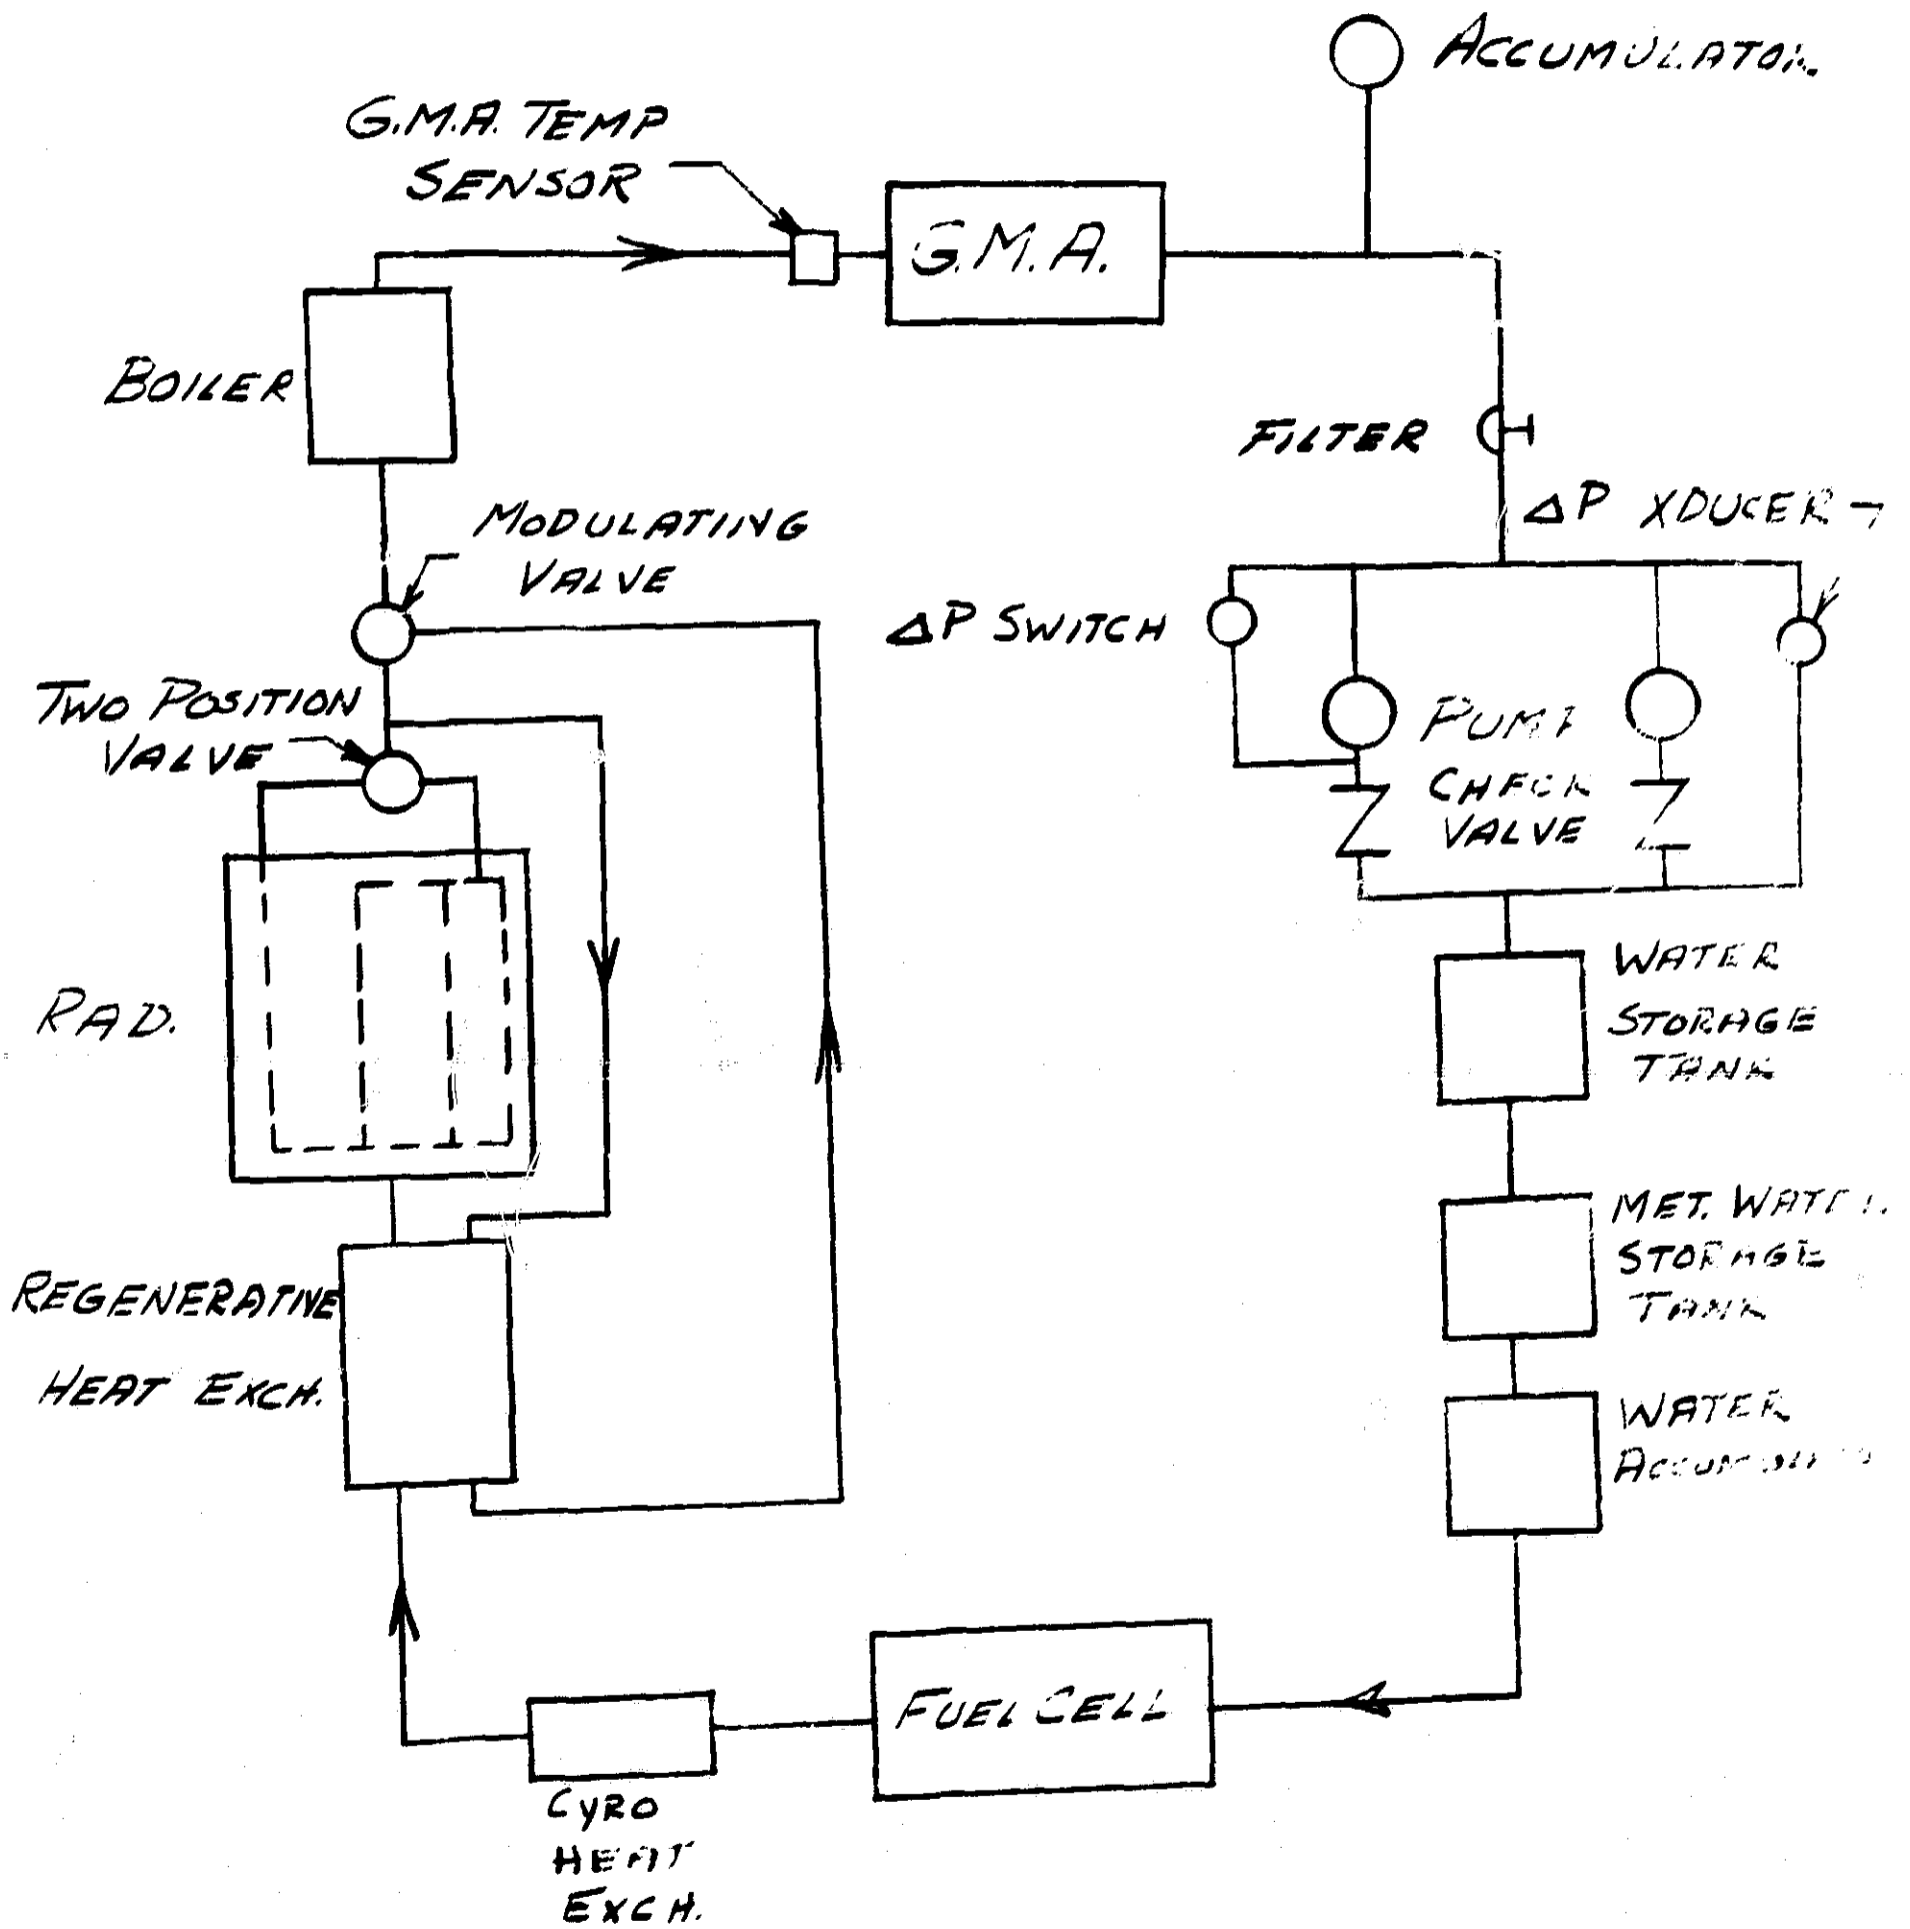 ACCUMULATOR
G.M.A. TEMP
SENSOR
G.M.A.
BOILER
FILTER
MODULATING
VALVE
ΔP XDUCER
ΔP SWITCH
TWO POSITION
VALVE
PUMP
CHECK
VALVE
RAD.
WATER
STORAGE
TANK
MET. WATER
STORAGE
TANK
REGENERATIVE
HEAT EXCH.
WATER
FUEL CELL
CYRO
HEAT
EXCH.